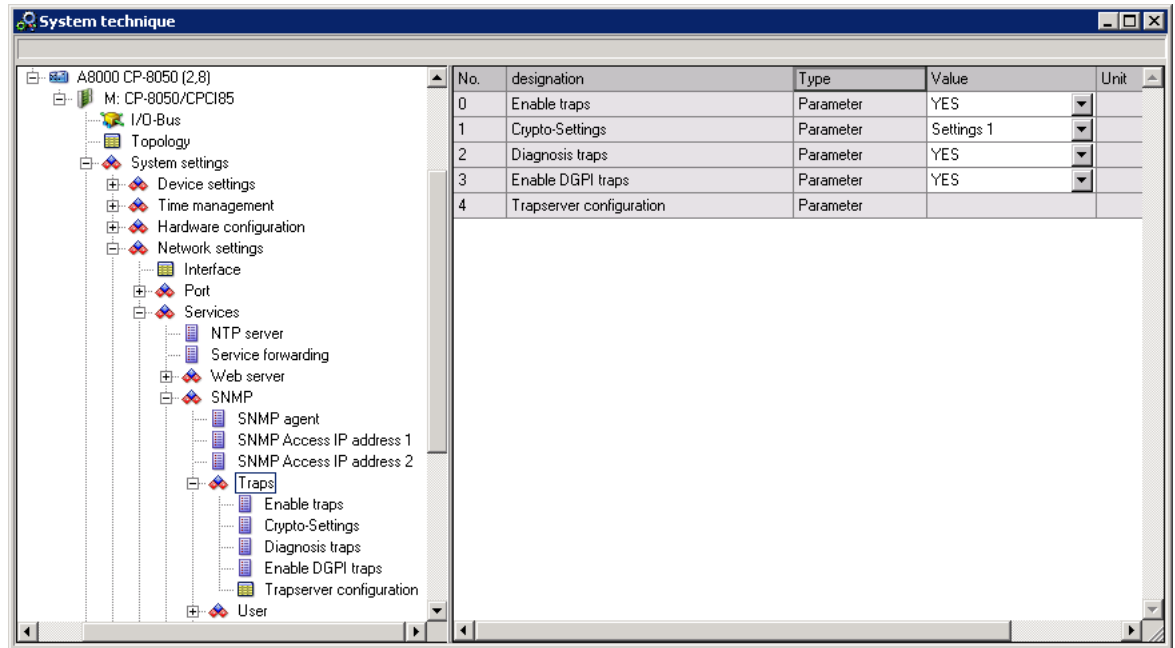 System technique
A8000 CP-8050 (2,8)
M: CP-8050/CPCI85
I/O-Bus
Topology
System settings
Device settings
Time management
Hardware configuration
Network settings
Interface
Port
Services
NTP server
Service forwarding
Web server
SNMP
SNMP agent
SNMP Access IP address 1
SNMP Access IP address 2
Traps
Enable traps
Crypto-Settings
Diagnosis traps
Enable DGPI traps
Trapserver configuration
User
No. designation Type Value Unit
0 Enable traps Parameter YES
1 Crypto-Settings Parameter Settings 1
2 Diagnosis traps Parameter YES
3 Enable DGPI traps Parameter YES
4 Trapserver configuration Parameter